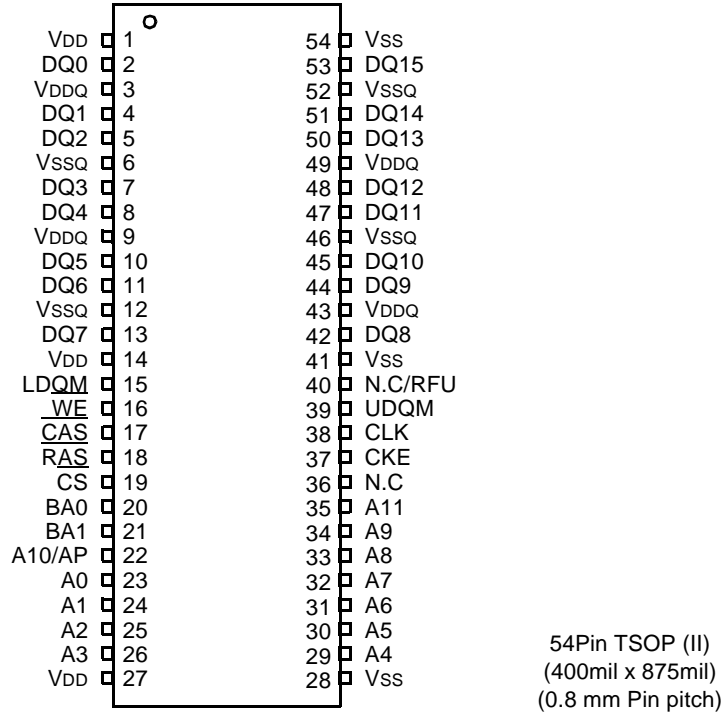 VDD 1 54 VSS
DQ0 2 53 DQ15
VDDQ 3 52 VSSQ
DQ1 4 51 DQ14
DQ2 5 50 DQ13
VSSQ 6 49 VDDQ
DQ3 7 48 DQ12
DQ4 8 47 DQ11
VDDQ 9 46 VSSQ
DQ5 10 45 DQ10
DQ6 11 44 DQ9
VSSQ 12 43 VDDQ
DQ7 13 42 DQ8
VDD 14 41 VSS
LDQM 15 40 N.C/RFU
WE 16 39 UDQM
CAS 17 38 CLK
RAS 18 37 CKE
CS 19 36 N.C
BA0 20 35 A11
BA1 21 34 A9
A10/AP 22 33 A8
A0 23 32 A7
A1 24 31 A6
A2 25 30 A5
A3 26 29 A4
VDD 27 28 VSS
54Pin TSOP (II)
(400mil x 875mil)
(0.8 mm Pin pitch)